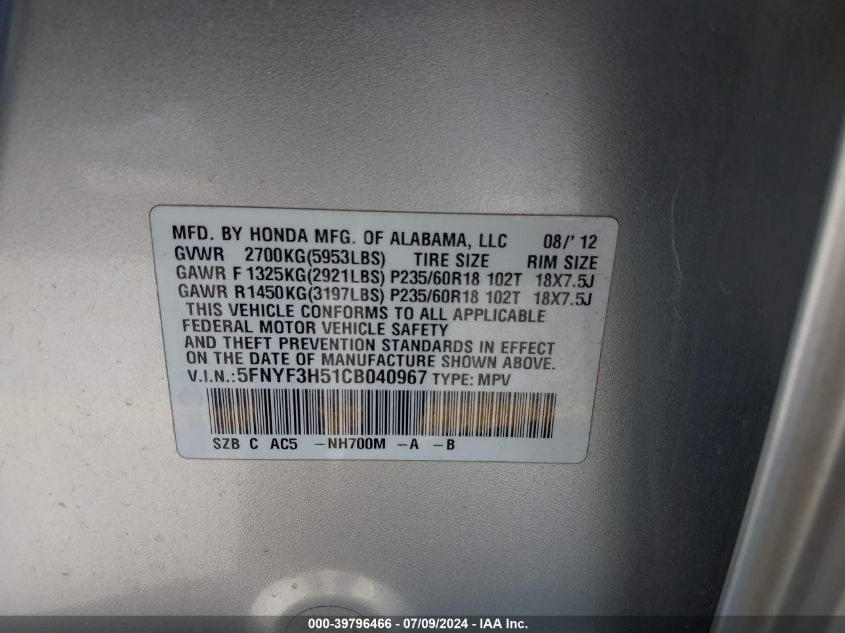 MFD. BY HONDA MFG. OF ALABAMA, LLC 08/'12
GVWR 2700KG(5953LBS) TIRE SIZE RIM SIZE
GAWR F 1325KG(2921LBS) P235/60R18 102T 18X7.5J
GAWR R1450KG(3197LBS) P235/60R18 102T 18X7.5J
THIS VEHICLE CONFORMS TO ALL APPLICABLE
FEDERAL MOTOR VEHICLE SAFETY
AND THEFT PREVENTION STANDARDS IN EFFECT
ON THE DATE OF MANUFACTURE SHOWN ABOVE.
V.I.N.:5FNYF3H51CB040967 TYPE: MPV
SZB C AC5 -NH700M -A -B
000-39796466 - 07/09/2024 - IAA Inc.